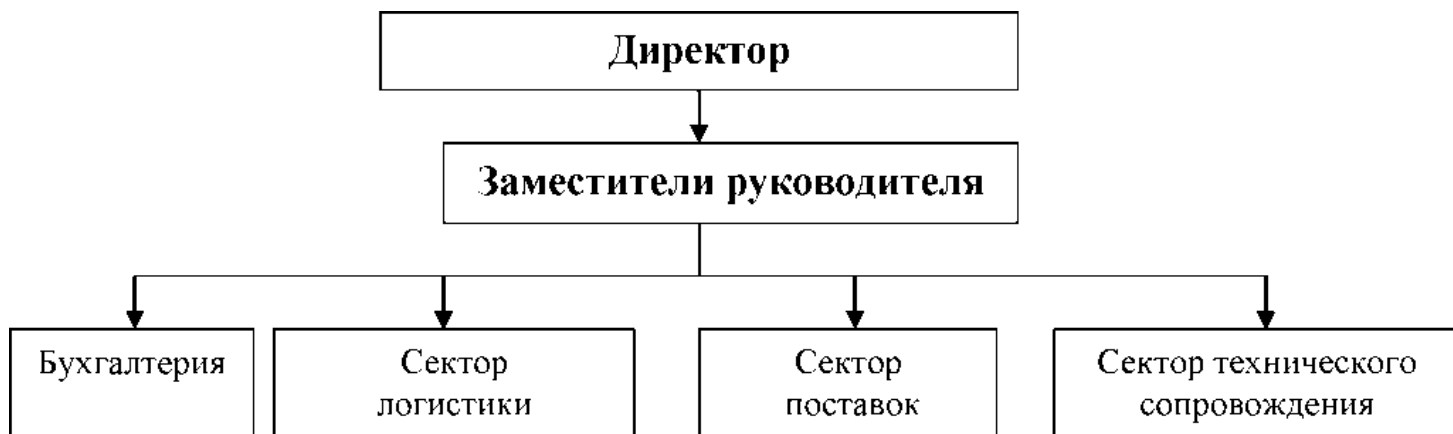 Директор
Заместители руководителя
Бухгалтерия
Сектор
логистики
Сектор
поставок
Сектор технического
сопровождения